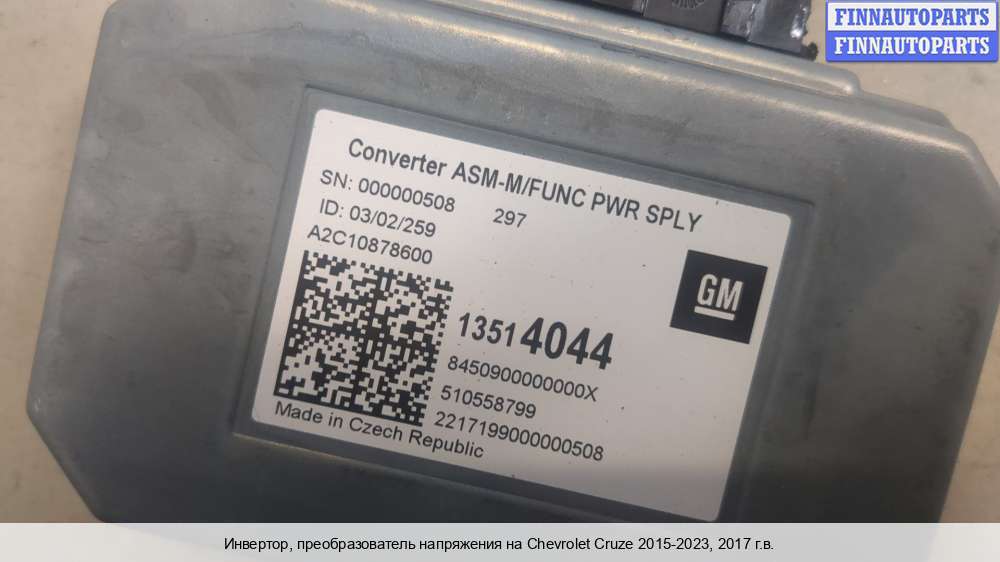 FINNAUTOPARTS
FINNAUTOPARTS
Converter ASM-M/FUNC PWR SPLY
SN: 000000508 297
ID: 03/02/259
A2C10878600
GM
13514044
8450900000000X
510558799
2217199000000508
Made in Czech Republic
Инвертор, преобразователь напряжения на Chevrolet Cruze 2015-2023, 2017 г.в.